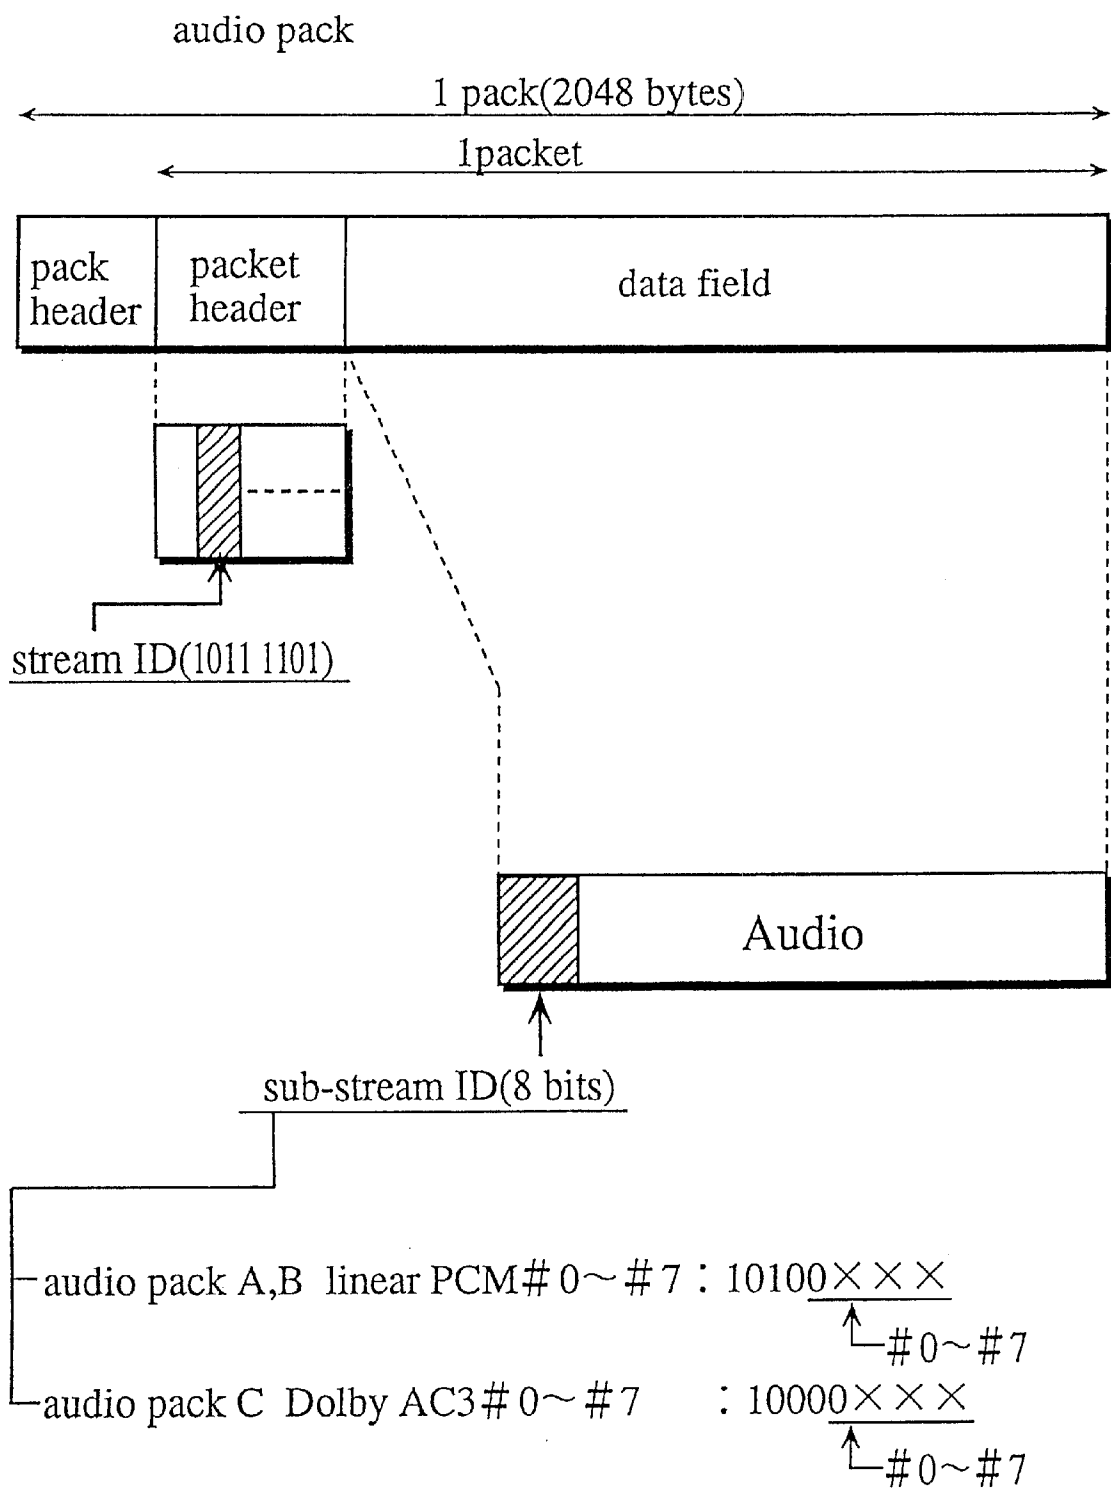 audio pack
1 pack(2048 bytes)
1packet
pack header
packet header
data field
stream ID(1011 1101)
Audio
sub-stream ID(8 bits)
audio pack A,B linear PCM#0~#7:10100×××
#0~#7
audio pack C Dolby AC3#0~#7 :10000×××
#0~#7